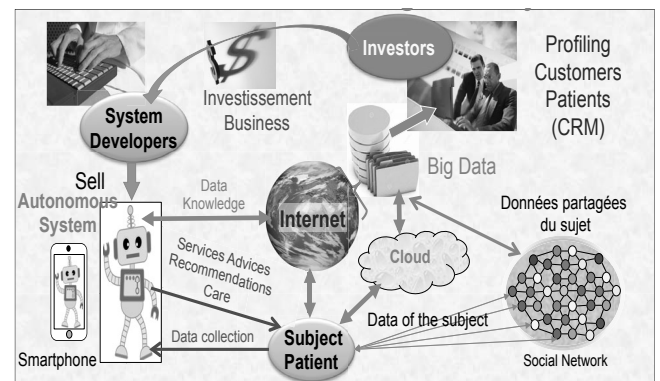 Investors
Profiling
Customers
Patients
(CRM)
Investissement
Business
System
Developers
Big Data
Sell
Autonomous
System
Data
Knowledge
Internet
Données partagées
du sujet
Cloud
Services Advices
Recommendations
Care
Data collection
Subject
Patient
Data of the subject
Smartphone
Social Network